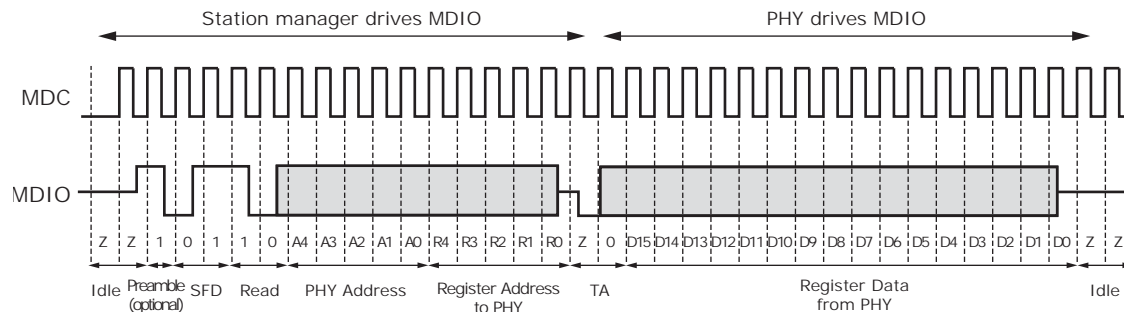 Station manager drives MDIO PHY drives MDIO
MDC
MDIO
Z Z 1 0 1 1 0 A4 A3 A2 A1 A0 R4 R3 R2 R1 R0 Z 0 D15 D14 D13 D12 D11 D10 D9 D8 D7 D6 D5 D4 D3 D2 D1 D0 Z Z
Idle Preamble (optional) SFD Read PHY Address Register Address to PHY TA Register Data from PHY Idle